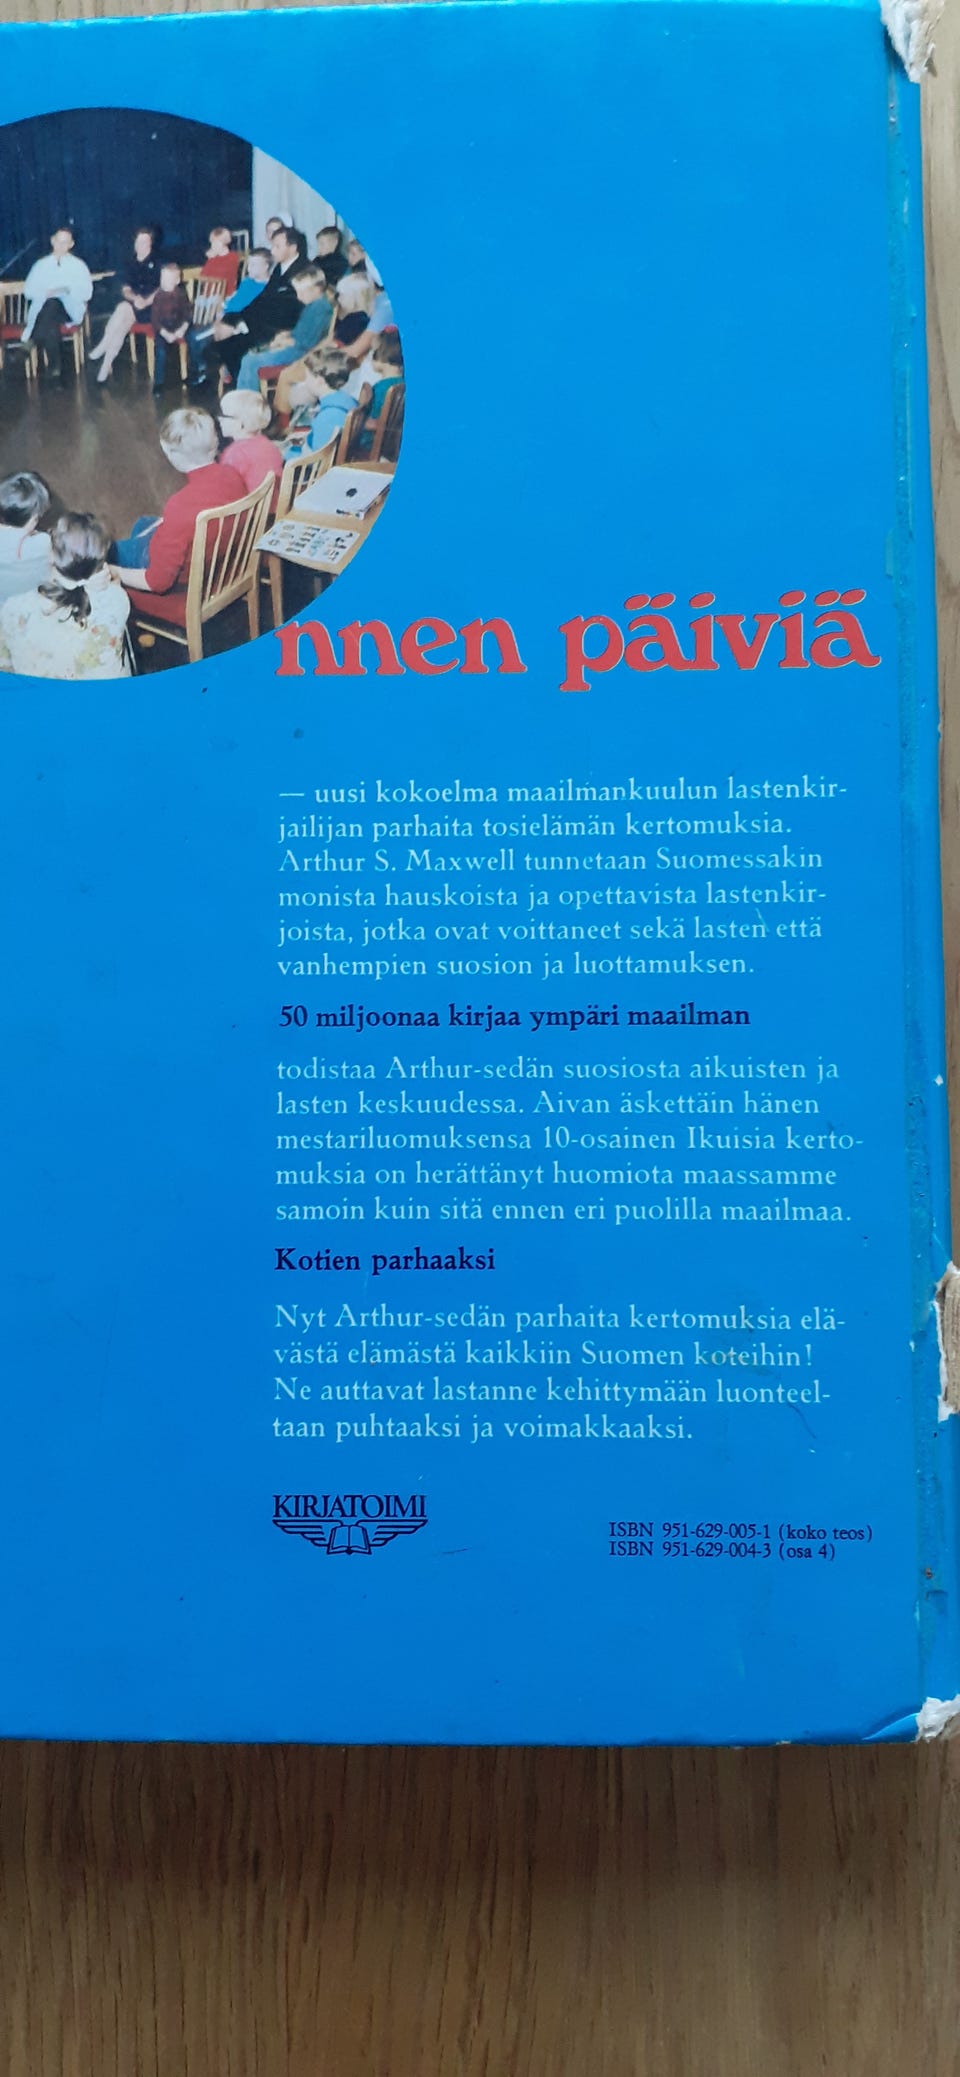 nnen päiviä
— uusi kokoelma maailmankuulun lastenkir-
jailijan parhaita tosielämän kertomuksia.
Arthur S. Maxwell tunnetaan Suomessakin
monista hauskoista ja opettavista lastenkir-
joista, jotka ovat voittaneet sekä lasten että
vanhempien suosion ja luottamuksen.
50 miljoonaa kirjaa ympäri maailman
todistaa Arthur-sedän suosiosta aikuisten ja
lasten keskuudessa. Aivan äskettäin hänen
mestariluomuksensa 10-osainen Ikuisia kerto-
muksia on herättänyt huomiota maassamme
samoin kuin sitä ennen eri puolilla maailmaa.
Kotien parhaaksi
Nyt Arthur-sedän parhaita kertomuksia elä-
västä elämästä kaikkiin Suomen koteihin!
Ne auttavat lastanne kehittymään luonteel-
taan puhtaaksi ja voimakkaaksi.
KIRJATOIMI
ISBN 951-629-005-1 (koko teos)
ISBN 951-629-004-3 (osa 4)